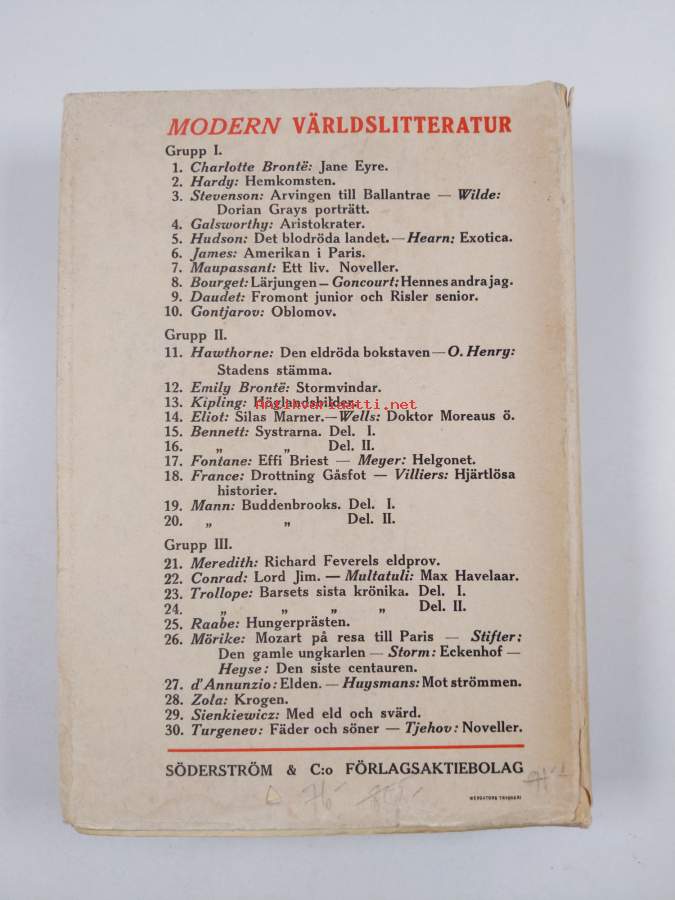 MODERN VÄRLDSLITTERATUR
Grupp I.
1. Charlotte Brontë: Jane Eyre.
2. Hardy: Hemkomsten.
3. Stevenson: Arvingen till Ballantrae — Wilde:
Dorian Grays porträtt.
4. Galsworthy: Aristokrater.
5. Hudson: Det blodröda landet. — Hearn: Exotica.
6. James: Amerikan i Paris.
7. Maupassant: Ett liv. Noveller.
8. Bourget: Lärjungen — Goncourt: Hennes andra jag.
9. Daudet: Fromont junior och Risler senior.
10. Gontjarov: Oblomov.
Grupp II.
11. Hawthorne: Den eldröda bokstaven — O. Henry:
Stadens stämma.
12. Emily Brontë: Stormvindar.
13. Kipling: Höglandsbilder.
Antikvariaatti.net
14. Eliot: Silas Marner. — Wells: Doktor Moreaus ö.
15. Bennett: Systrarna. Del. I.
16. „ „ Del. II.
17. Fontane: Effi Briest — Meyer: Helgonet.
18. France: Drottning Gåsfot — Villiers: Hjärtlösa
historier.
19. Mann: Buddenbrooks. Del. I.
20. „ „ Del. II.
Grupp III.
21. Meredith: Richard Feverels eldprov.
22. Conrad: Lord Jim. — Multatuli: Max Havelaar.
23. Trollope: Barsets sista krönika. Del. I.
24. „ „ „ „ Del. II.
25. Raabe: Hungerprästen.
26. Mörike: Mozart på resa till Paris — Stifter:
Den gamle ungkarlen — Storm: Eckenhof —
Heyse: Den siste centauren.
27. d'Annunzio: Elden. — Huysmans: Mot strömmen.
28. Zola: Krogen.
29. Sienkiewicz: Med eld och svärd.
30. Turgenev: Fäder och söner — Tjehov: Noveller.
SÖDERSTRÖM & C:o FÖRLAGSAKTIEBOLAG
MERCATORS TRYCKERI